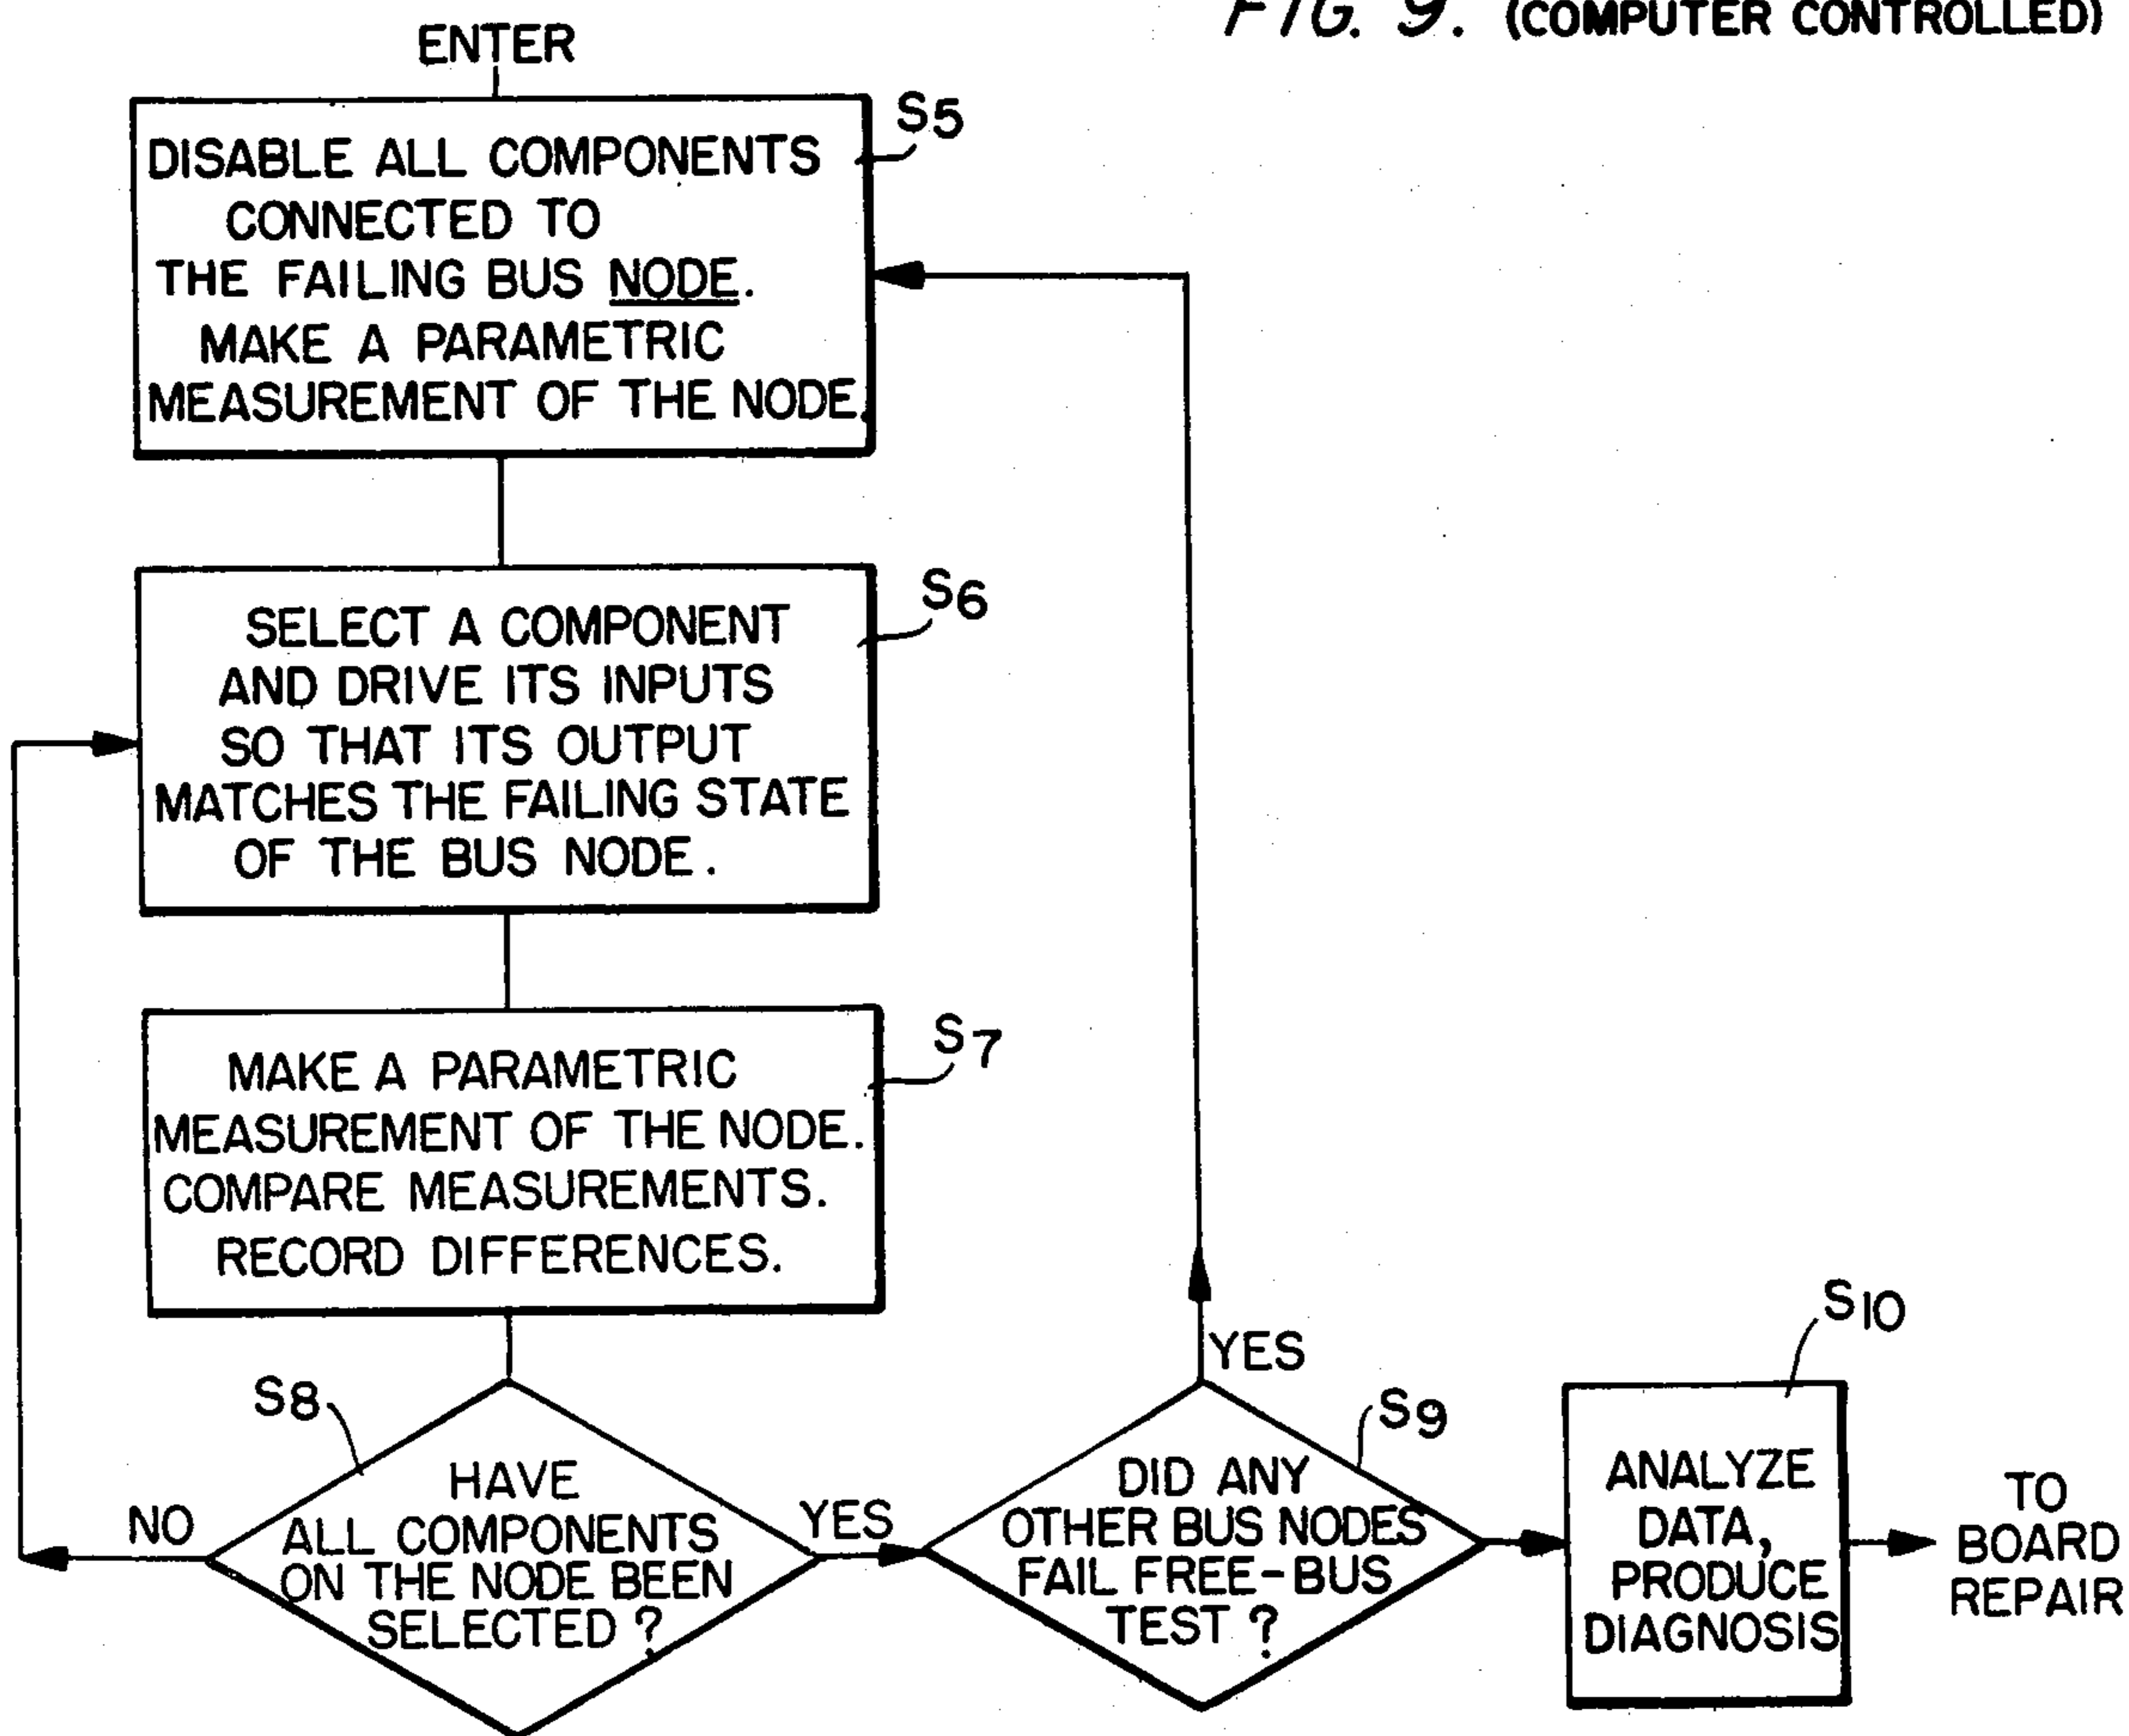 FIG. 9. (COMPUTER CONTROLLED)
ENTER
S5
DISABLE ALL COMPONENTS
CONNECTED TO
THE FAILING BUS NODE.
MAKE A PARAMETRIC
MEASUREMENT OF THE NODE.
S6
SELECT A COMPONENT
AND DRIVE ITS INPUTS
SO THAT ITS OUTPUT
MATCHES THE FAILING STATE
OF THE BUS NODE.
S7
MAKE A PARAMETRIC
MEASUREMENT OF THE NODE.
COMPARE MEASUREMENTS.
RECORD DIFFERENCES.
S8
HAVE
ALL COMPONENTS
ON THE NODE BEEN
SELECTED ?
NO
YES
S9
DID ANY
OTHER BUS NODES
FAIL FREE-BUS
TEST ?
YES
S10
ANALYZE
DATA,
PRODUCE
DIAGNOSIS
TO
BOARD
REPAIR